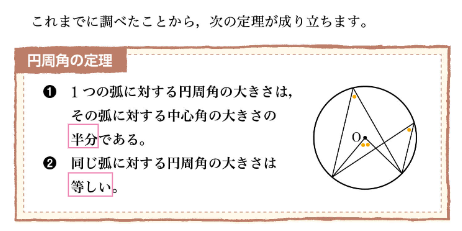 これまでに調べたことから，次の定理が成り立ちます。
円周角の定理
❶ 1つの弧に対する円周角の大きさは，
その弧に対する中心角の大きさの
半分である。
❷ 同じ弧に対する円周角の大きさは
等しい。
O